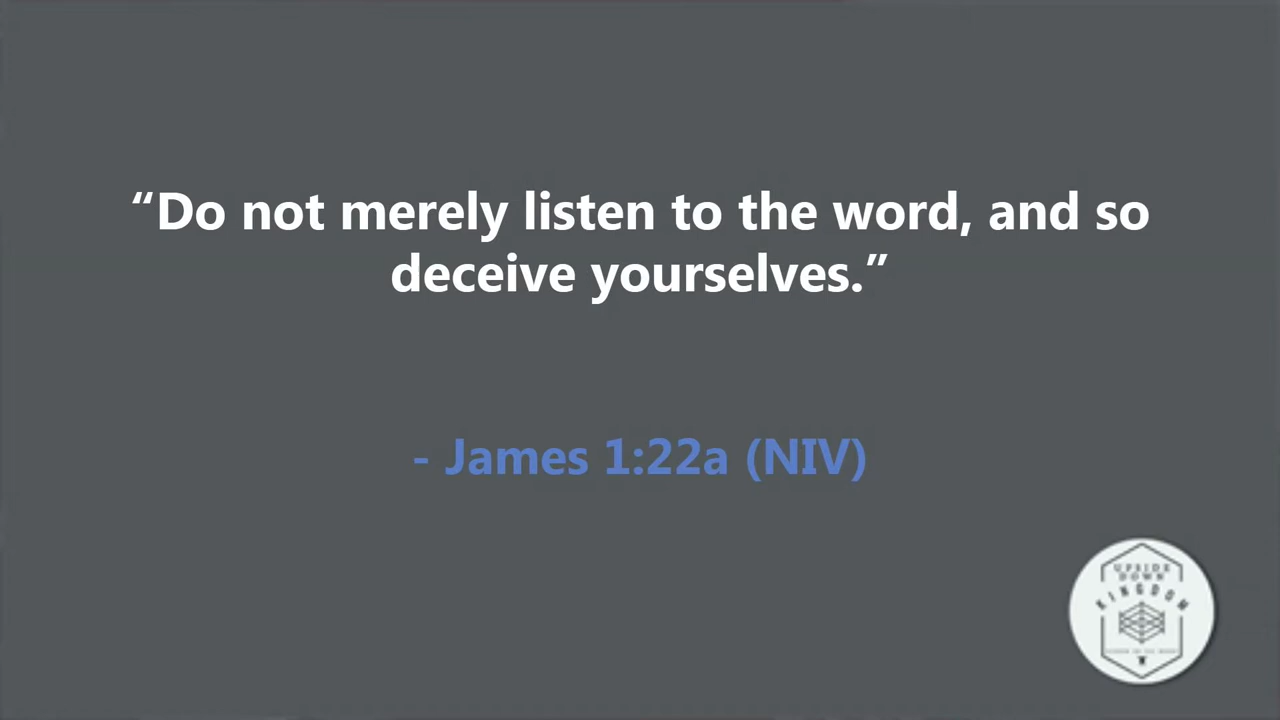 “Do not merely listen to the word, and so
deceive yourselves.”
- James 1:22a (NIV)
UPSIDE
DOWN
KINGDOM